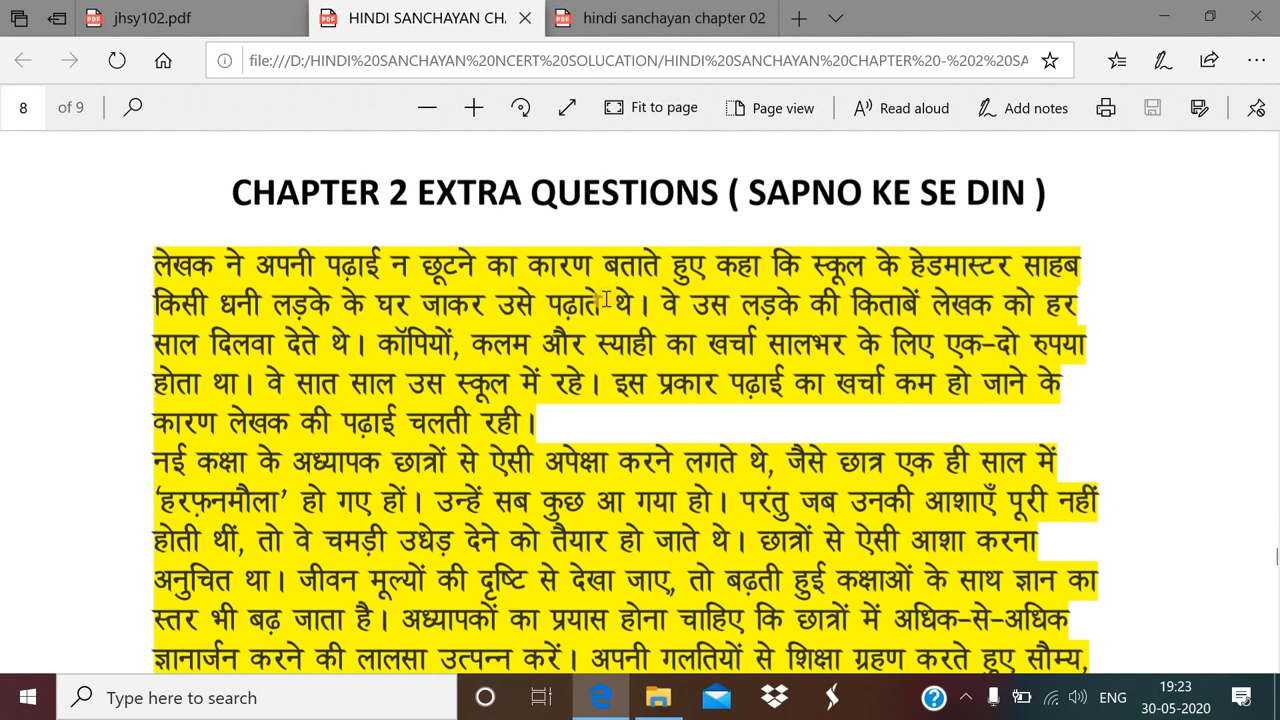 jhsy102.pdf
HINDI SANCHAYAN CHA
hindi sanchayan chapter 02
file:///D:/HINDI%20SANCHAYAN%20NCERT%20SOLUCATION/HINDI%20SANCHAYAN%20CHAPTER%20-%202%20SA
8 of 9
Fit to page
Page view
Read aloud
Add notes
CHAPTER 2 EXTRA QUESTIONS ( SAPNO KE SE DIN )
लेखक ने अपनी पढ़ाई न छूटने का कारण बताते हुए कहा कि स्कूल के हेडमास्टर साहब
किसी धनी लड़के के घर जाकर उसे पढ़ाते थे। वे उस लड़के की किताबें लेखक को हर
साल दिलवा देते थे। कॉपियों, कलम और स्याही का खर्चा सालभर के लिए एक–दो रुपया
होता था। वे सात साल उस स्कूल में रहे। इस प्रकार पढ़ाई का खर्चा कम हो जाने के
कारण लेखक की पढ़ाई चलती रही।
नई कक्षा के अध्यापक छात्रों से ऐसी अपेक्षा करने लगते थे, जैसे छात्र एक ही साल में
‘हरफ़नमौला’ हो गए हों। उन्हें सब कुछ आ गया हो। परंतु जब उनकी आशाएँ पूरी नहीं
होती थीं, तो वे चमड़ी उधेड़ देने को तैयार हो जाते थे। छात्रों से ऐसी आशा करना
अनुचित था। जीवन मूल्यों की दृष्टि से देखा जाए, तो बढ़ती हुई कक्षाओं के साथ ज्ञान का
स्तर भी बढ़ जाता है। अध्यापकों का प्रयास होना चाहिए कि छात्रों में अधिक–से–अधिक
ज्ञानार्जन करने की लालसा उत्पन्न करें। अपनी गलतियों से शिक्षा ग्रहण करते हुए सौम्य,
Type here to search
ENG
19:23
30-05-2020